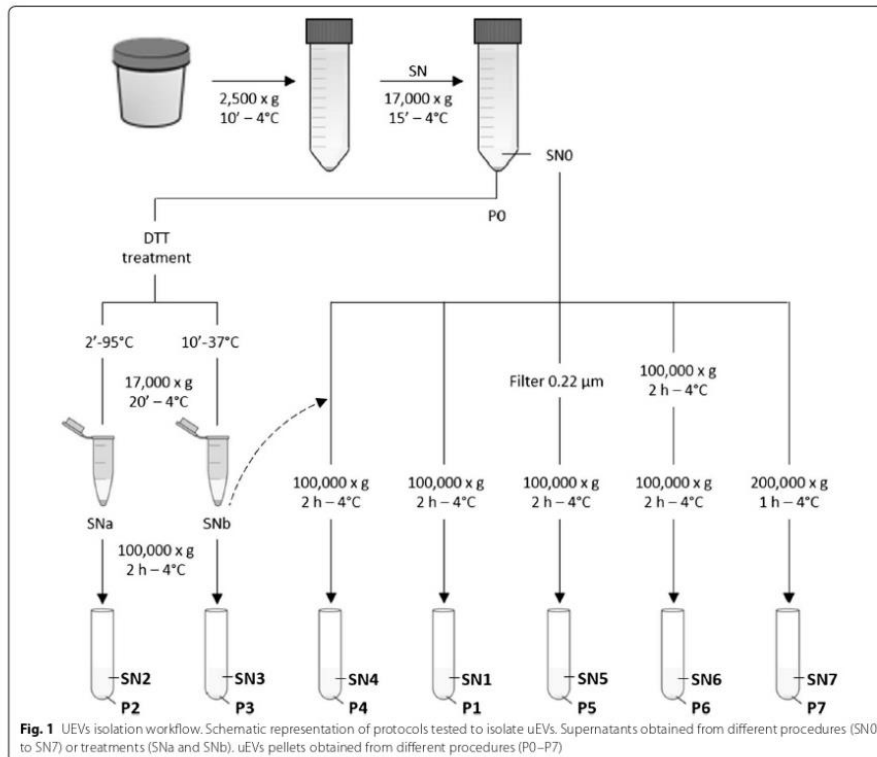 SN
2,500 x g
10’ – 4°C
17,000 x g
15’ – 4°C
SN0
P0
DTT
treatment
2’-95°C
10’-37°C
17,000 x g
20’ – 4°C
Filter 0.22 µm
100,000 x g
2 h – 4°C
100,000 x g
2 h – 4°C
100,000 x g
2 h – 4°C
100,000 x g
2 h – 4°C
100,000 x g
2 h – 4°C
200,000 x g
1 h – 4°C
SNa
SNb
100,000 x g
2 h – 4°C
SN2
P2
SN3
P3
SN4
P4
SN1
P1
SN5
P5
SN6
P6
SN7
P7
Fig. 1 UEVs isolation workflow. Schematic representation of protocols tested to isolate uEVs. Supernatants obtained from different procedures (SN0
to SN7) or treatments (SNa and SNb). uEVs pellets obtained from different procedures (P0–P7)